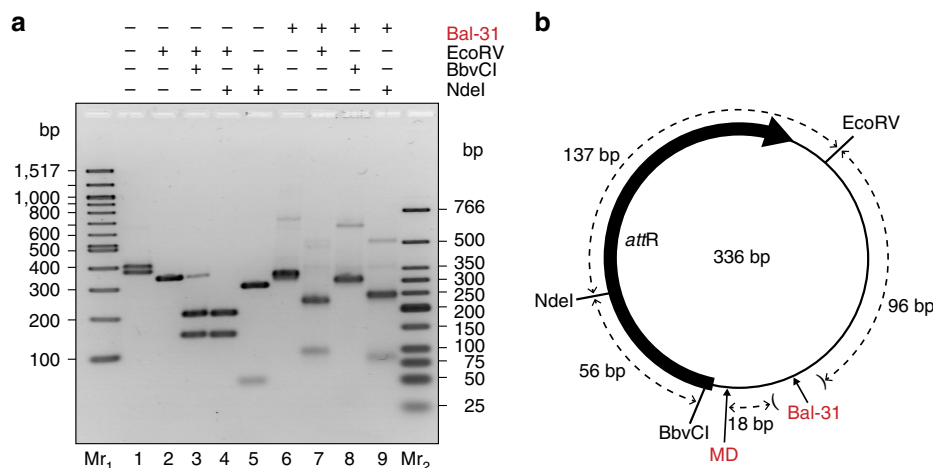 a
b
– – – – – + + + + Bal-31
– + + + – – + – – EcoRV
– – + – + – – + – BbvCI
– – – + + – – – + NdeI
bp
bp
1,517
1,000
800
600
500
400
300
200
100
766
500
350
300
250
200
150
100
75
50
25
Mr1 1 2 3 4 5 6 7 8 9 Mr2
EcoRV
137 bp
attR
336 bp
NdeI
96 bp
56 bp
Bal-31
BbvCI
18 bp
MD